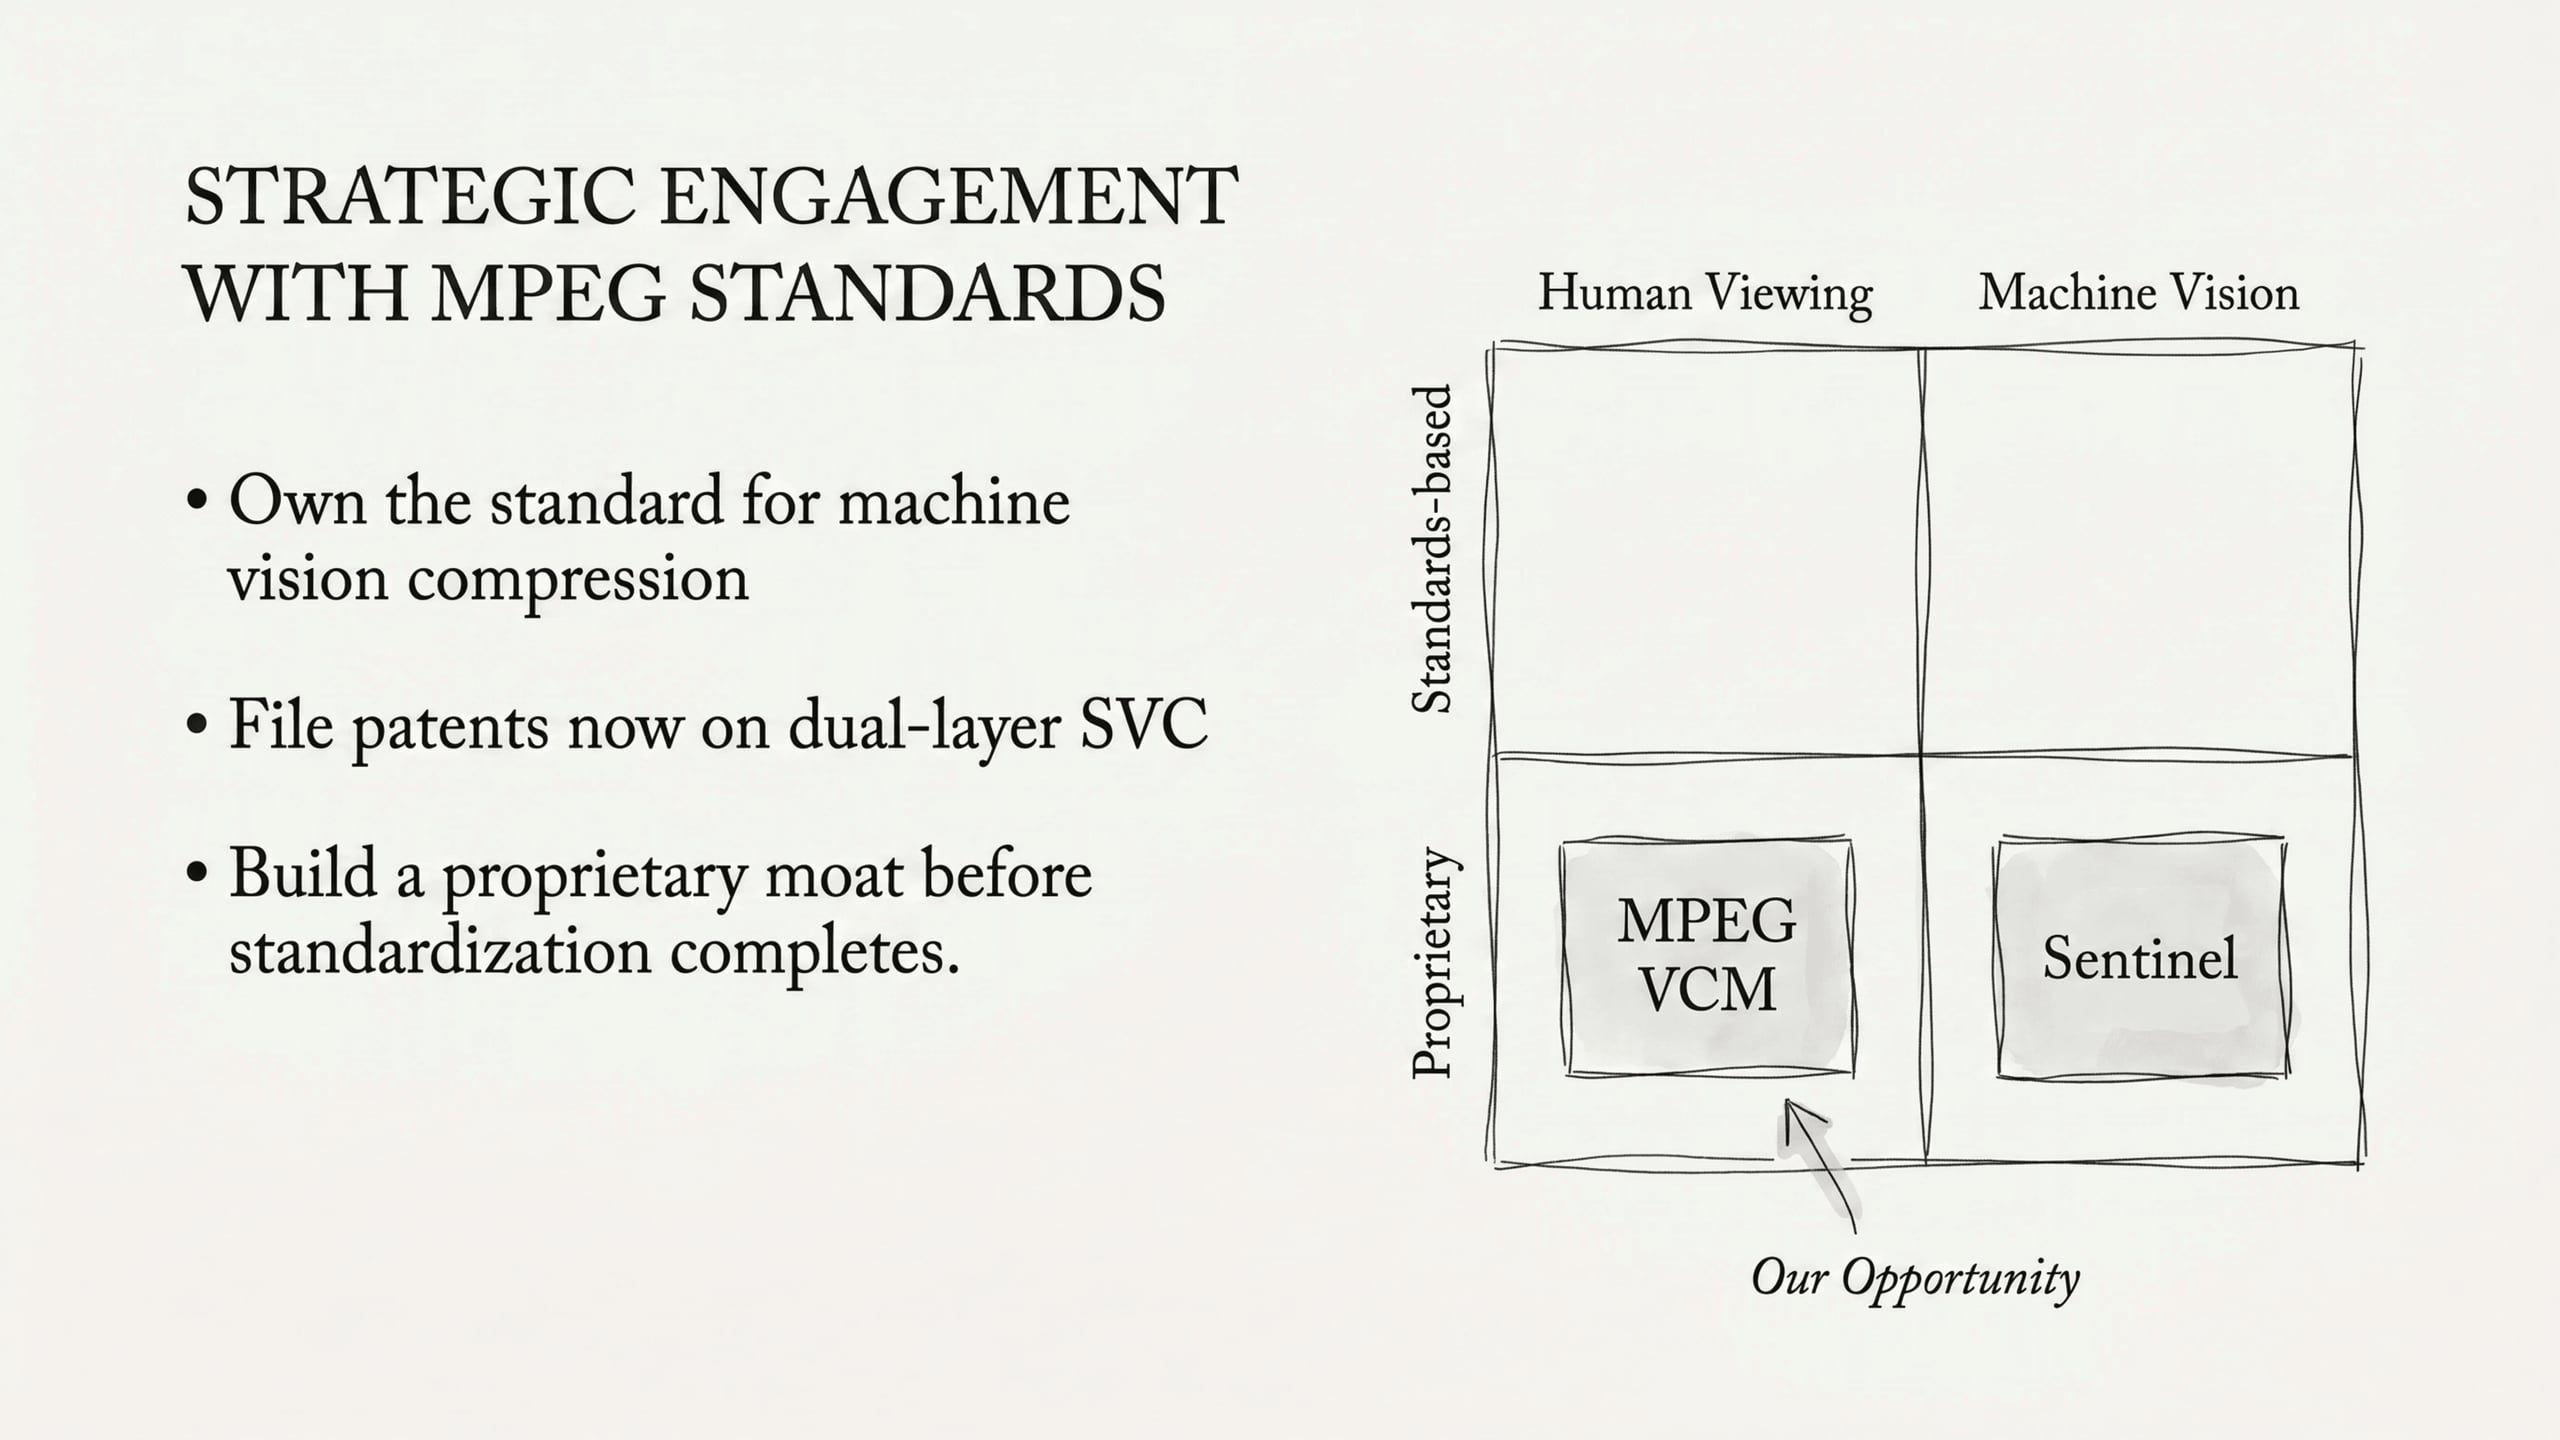 STRATEGIC ENGAGEMENT
WITH MPEG STANDARDS
• Own the standard for machine
vision compression
• File patents now on dual-layer SVC
• Build a proprietary moat before
standardization completes.
Human Viewing
Machine Vision
Standards-based
Proprietary
MPEG
VCM
Sentinel
Our Opportunity